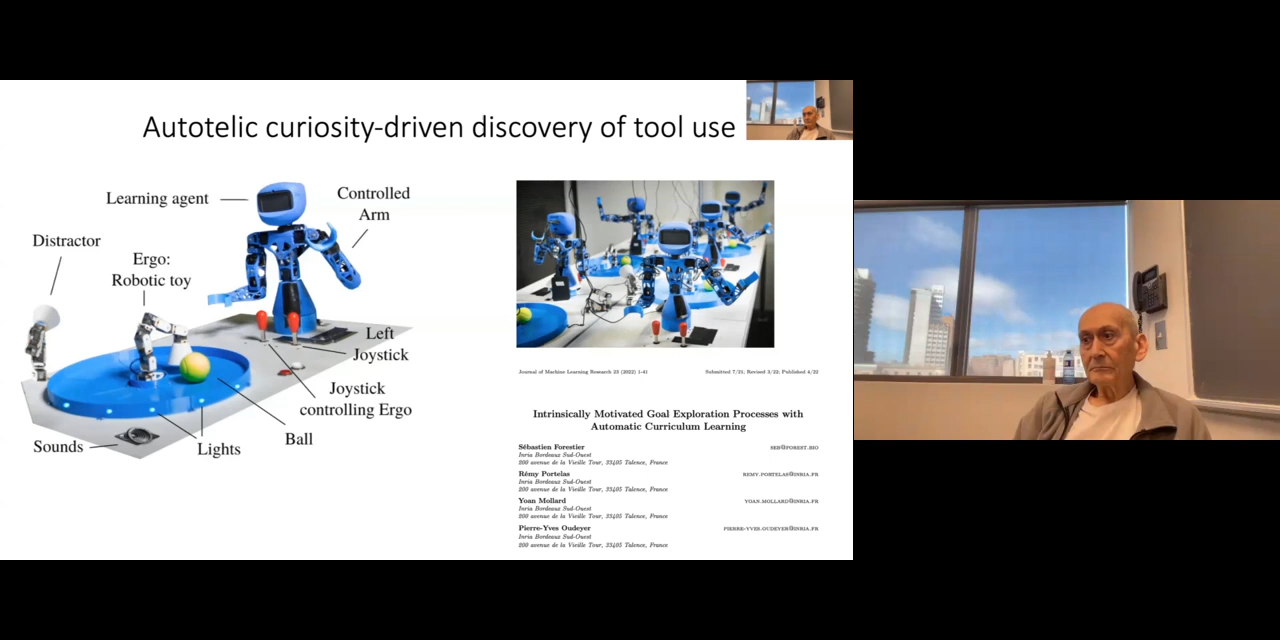 Autotelic curiosity-driven discovery of tool use
Learning agent
Controlled
Arm
Distractor
Ergo:
Robotic toy
Left
Joystick
Joystick
controlling Ergo
Ball
Sounds
Lights
Journal of Machine Learning Research 23 (2022) 1-41
Submitted 7/21; Revised 3/22; Published 4/22
Intrinsically Motivated Goal Exploration Processes with
Automatic Curriculum Learning
Sébastien Forestier
SEB@FOREST.BIO
Inria Bordeaux Sud-Ouest
200 avenue de la Vieille Tour, 33405 Talence, France
Rémy Portelas
REMY.PORTELAS@INRIA.FR
Inria Bordeaux Sud-Ouest
200 avenue de la Vieille Tour, 33405 Talence, France
Yoan Mollard
YOAN.MOLLARD@INRIA.FR
Inria Bordeaux Sud-Ouest
200 avenue de la Vieille Tour, 33405 Talence, France
Pierre-Yves Oudeyer
PIERRE-YVES.OUDEYER@INRIA.FR
Inria Bordeaux Sud-Ouest
200 avenue de la Vieille Tour, 33405 Talence, France